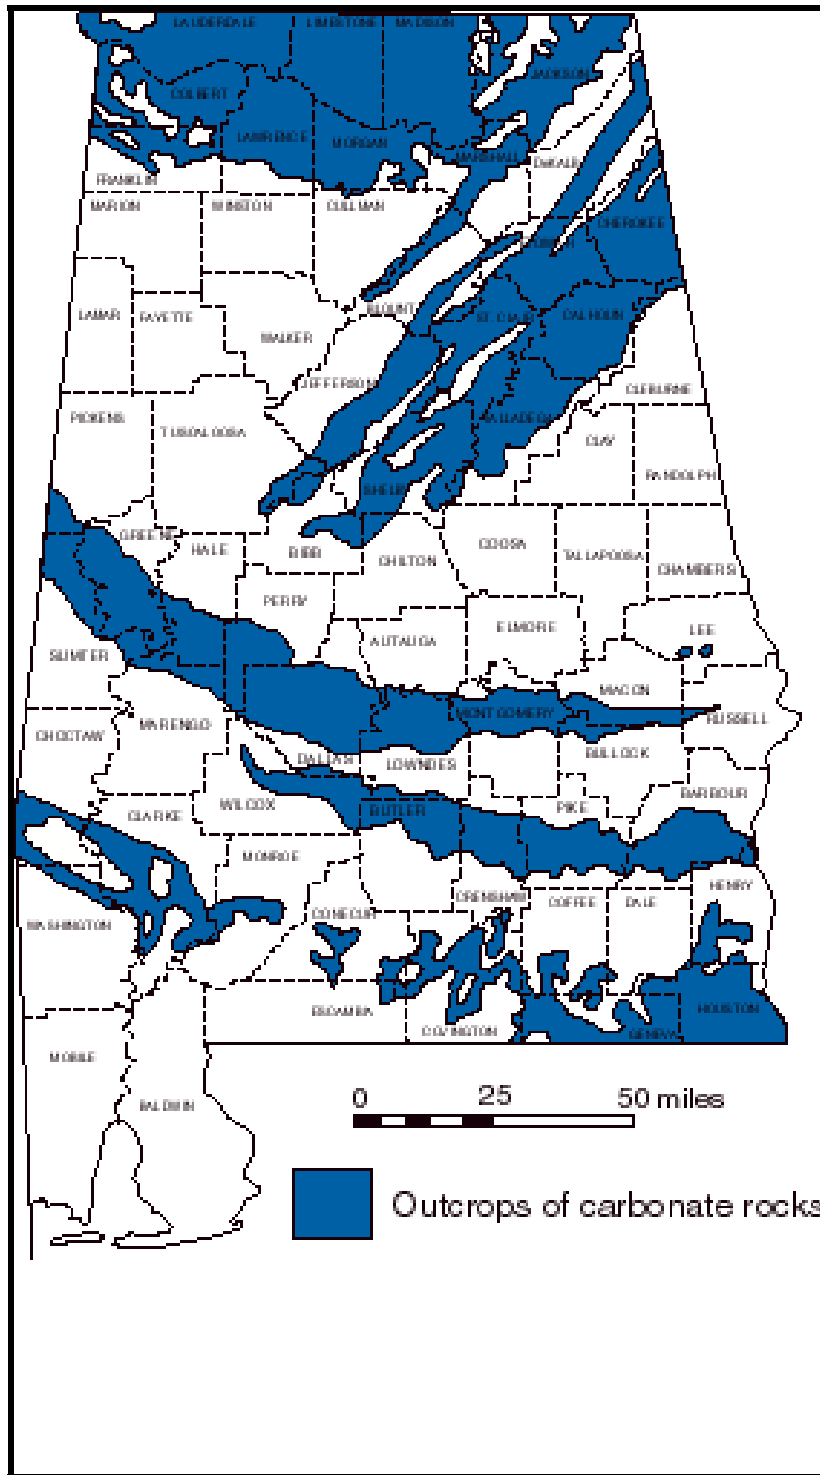 LAUDERDALE LIMESTONE MADISON
JACKSON
COLBERT
LAWRENCE MORGAN
MARSHALL DEKALB
FRANKLIN
MARION WINSTON CULLMAN
CHEROKEE
LAMAR FAYETTE BLOUNT ST CLAIR CALHOUN
WALKER
JEFFERSON CLEBURNE
PICKENS TUSCALOOSA TALLADEGA
CLAY
RANDOLPH
SHELBY
GREENE HALE BIBB CHILTON COOSA TALLAPOOSA
CHAMBERS
PERRY
AUTAUGA ELMORE LEE
SUMTER
MACON
MONTGOMERY RUSSELL
CHOCTAW MARENGO
DALLAS LOWNDES BULLOCK
BARBOUR
CLARKE WILCOX BUTLER PIKE
MONROE
CRENSHAW COFFEE DALE HENRY
WASHINGTON CONECUH
ESCAMBIA COVINGTON GENEVA HOUSTON
MOBILE
BALDWIN
0 25 50 miles
Outcrops of carbonate rocks